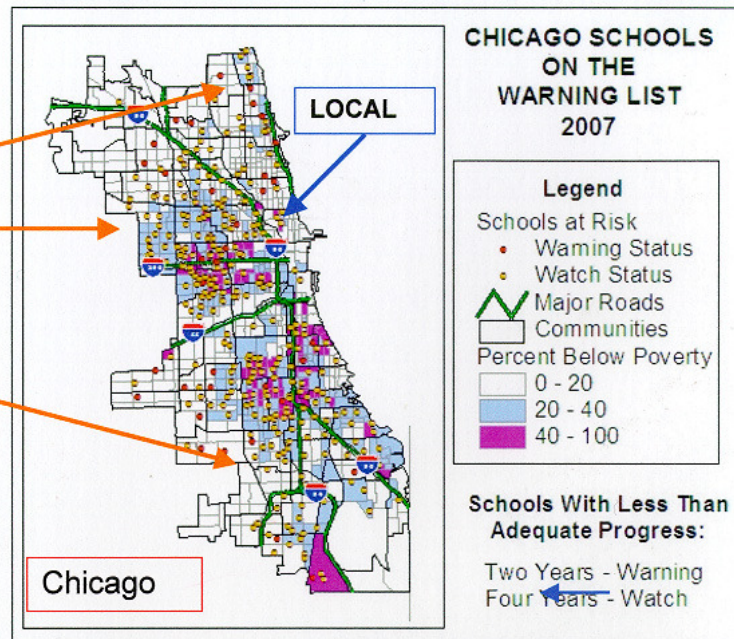 CHICAGO SCHOOLS
ON THE
WARNING LIST
2007
LOCAL
Legend
Schools at Risk
Warning Status
Watch Status
Major Roads
Communities
Percent Below Poverty
0 - 20
20 - 40
40 - 100
Schools With Less Than
Adequate Progress:
Two Years - Warning
Four Years - Watch
Chicago